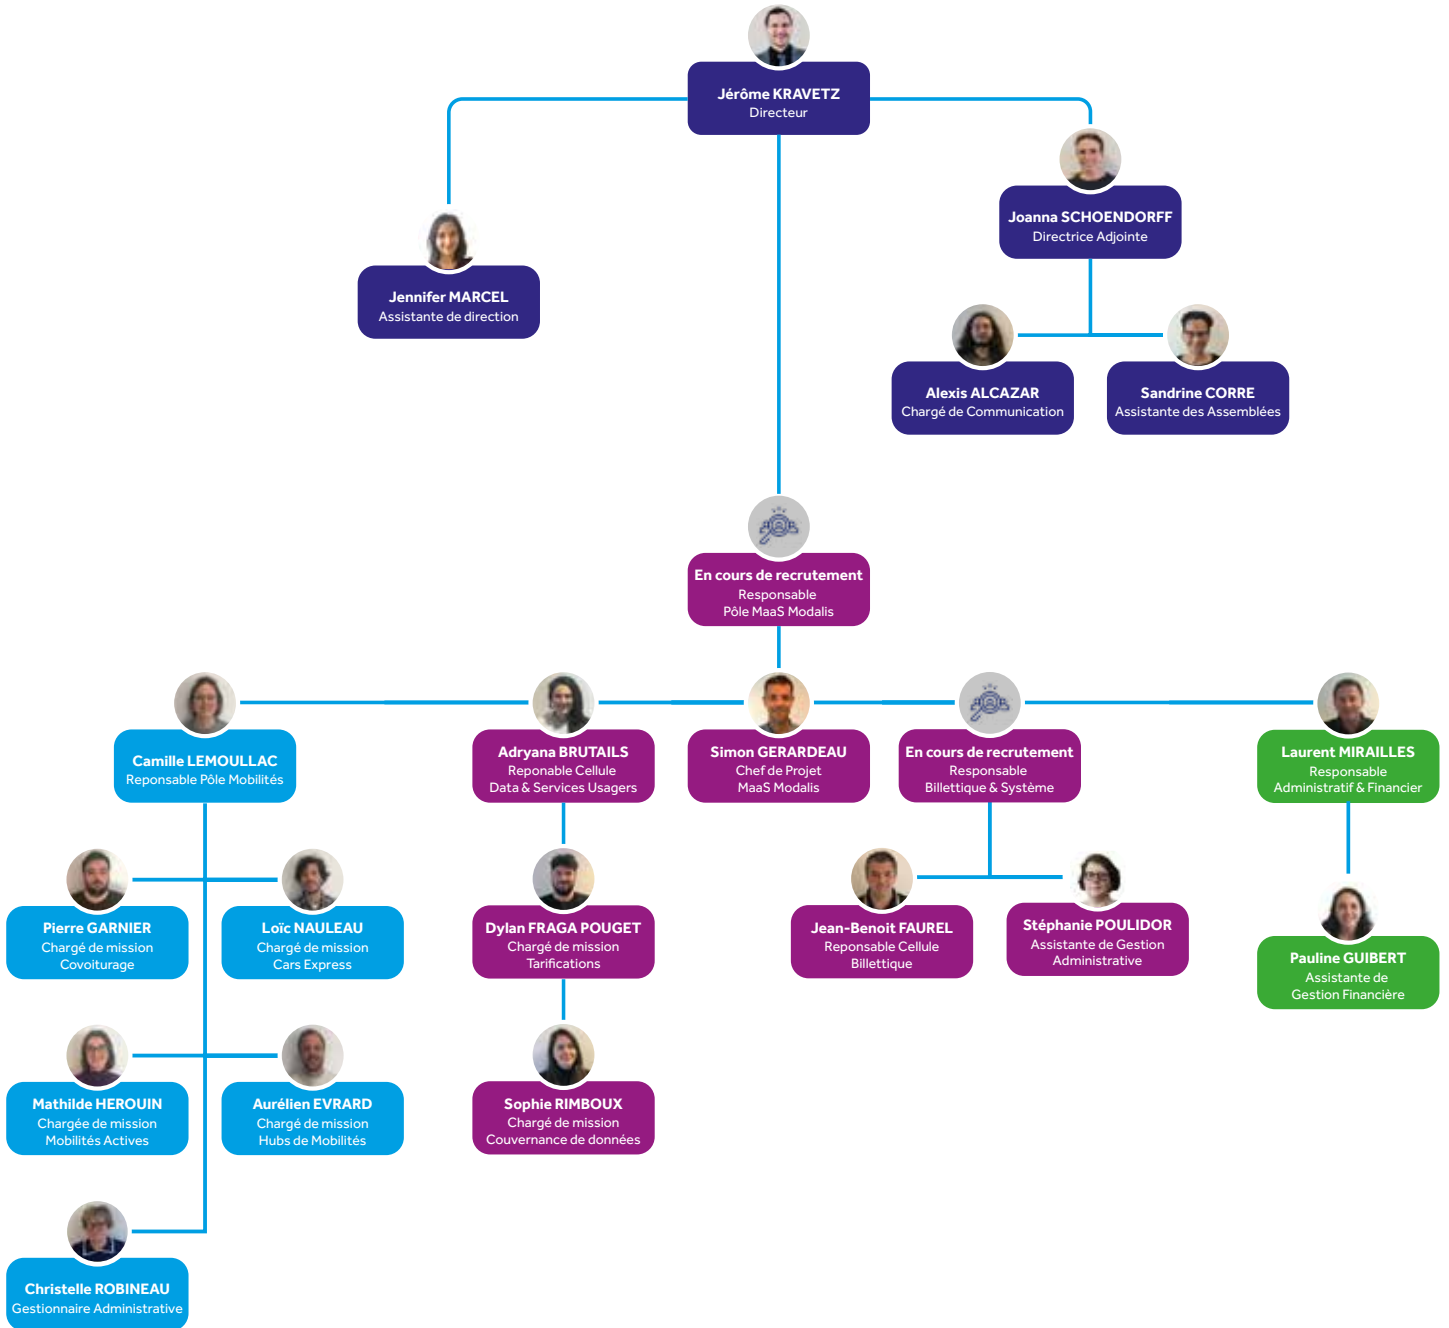 Jérôme KRAVETZ
Directeur
Joanna SCHOENDORFF
Directrice Adjointe
Jennifer MARCEL
Assistante de direction
Alexis ALCAZAR
Chargé de Communication
Sandrine CORRE
Assistante des Assemblées
En cours de recrutement
Responsable
Pôle MaaS Modalis
Camille LEMOULLAC
Reponsable Pôle Mobilités
Adryana BRUTAILS
Reponable Cellule
Data & Services Usagers
Simon GERARDEAU
Chef de Projet
MaaS Modalis
En cours de recrutement
Responsable
Billettique & Système
Laurent MIRAILLES
Responsable
Administratif & Financier
Pierre GARNIER
Chargé de mission
Covoiturage
Loïc NAULEAU
Chargé de mission
Cars Express
Dylan FRAGA POUGET
Chargé de mission
Tarifications
Jean-Benoit FAUREL
Reponsable Cellule
Billettique
Stéphanie POULIDOR
Assistante de Gestion
Administrative
Pauline GUIBERT
Assistante de
Gestion Financière
Mathilde HEROUIN
Chargée de mission
Mobilités Actives
Aurélien EVRARD
Chargé de mission
Hubs de Mobilités
Sophie RIMBOUX
Chargé de mission
Couvernance de données
Christelle ROBINEAU
Gestionnaire Administrative